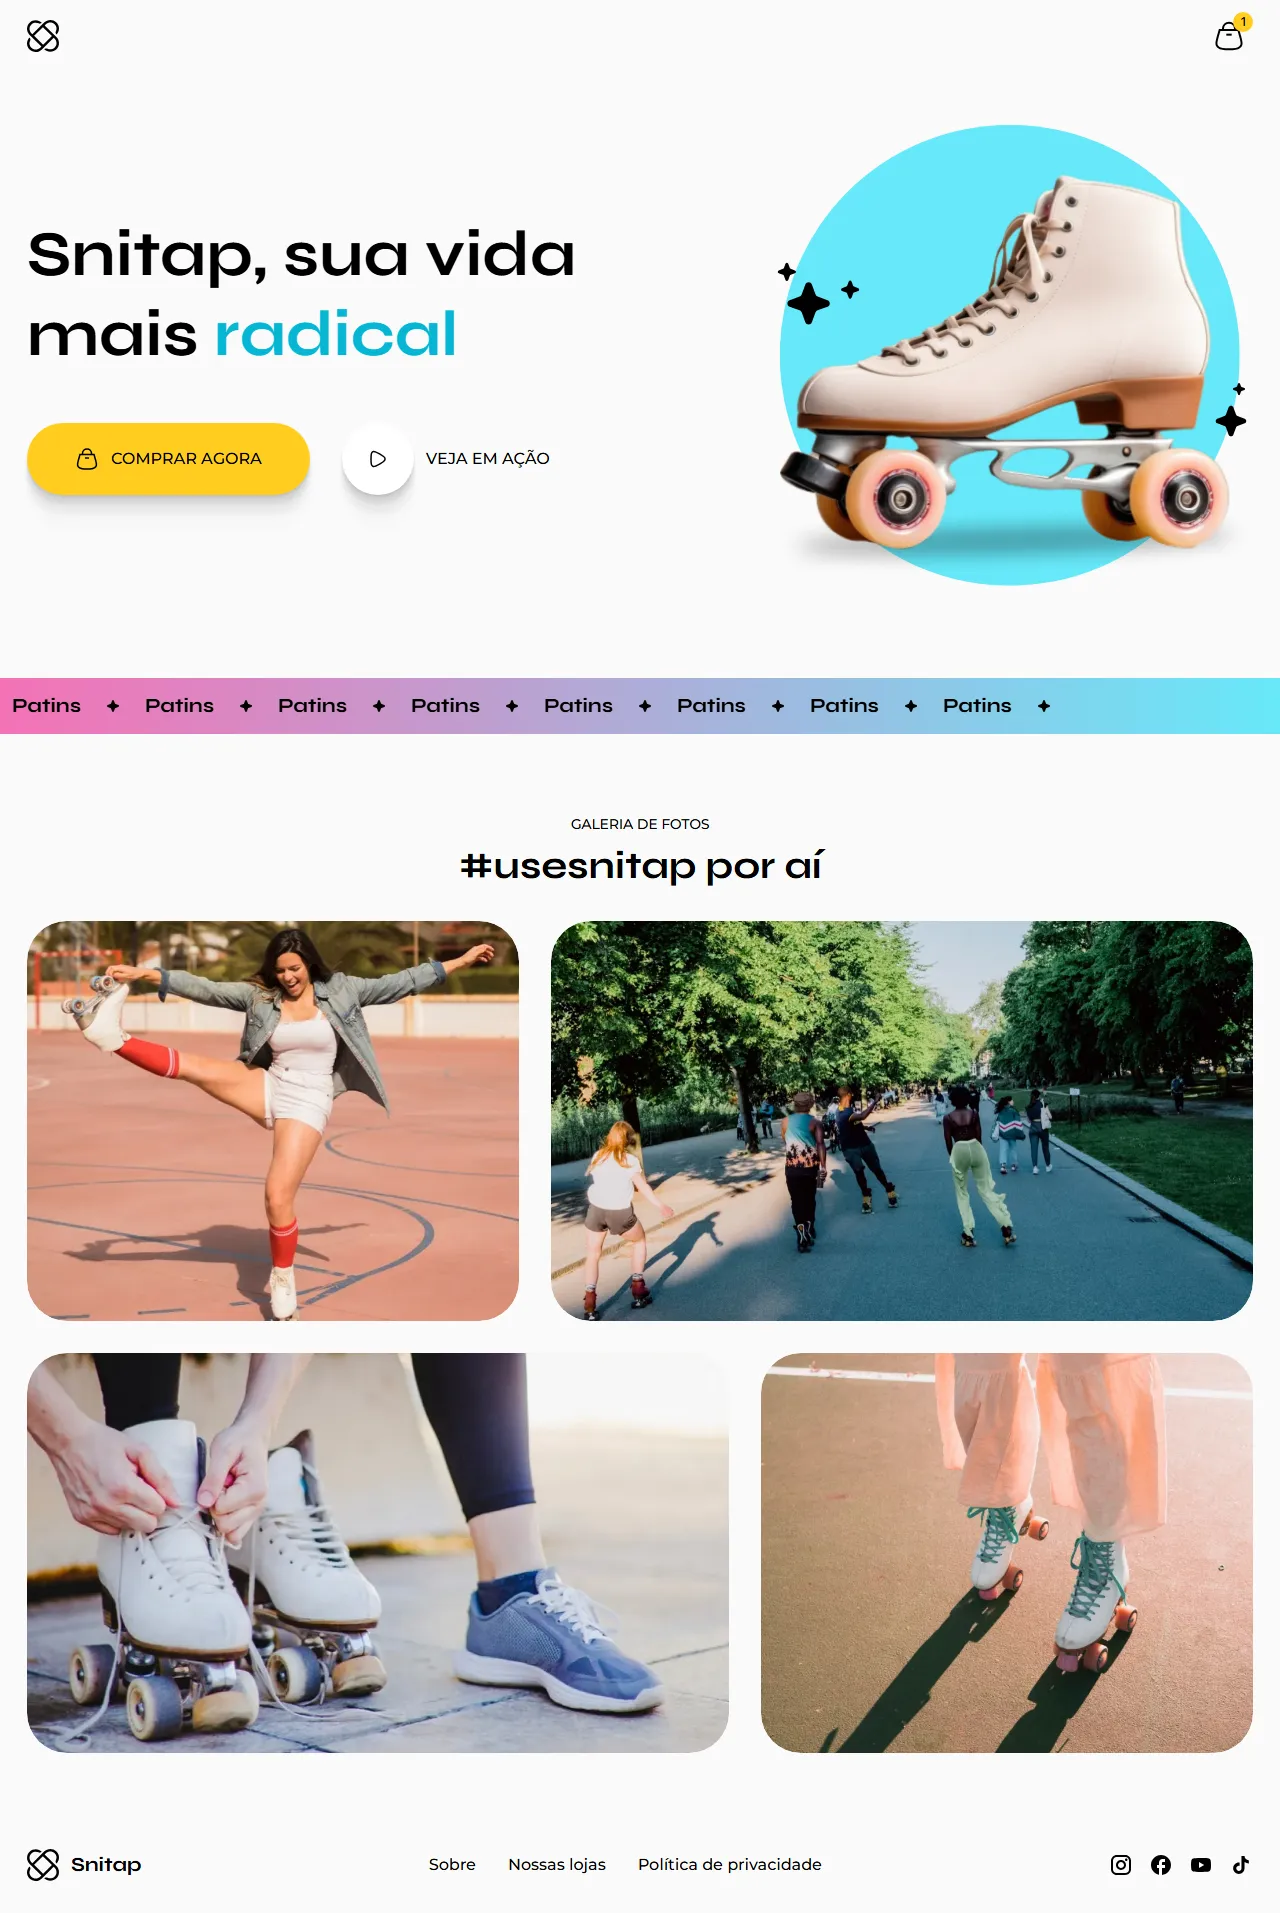 1
Snitap, sua vida
mais radical
COMPRAR AGORA
VEJA EM AÇÃO
Patins Patins Patins Patins Patins Patins Patins Patins
GALERIA DE FOTOS
#usesnitap por aí
Snitap
Sobre
Nossas lojas
Política de privacidade